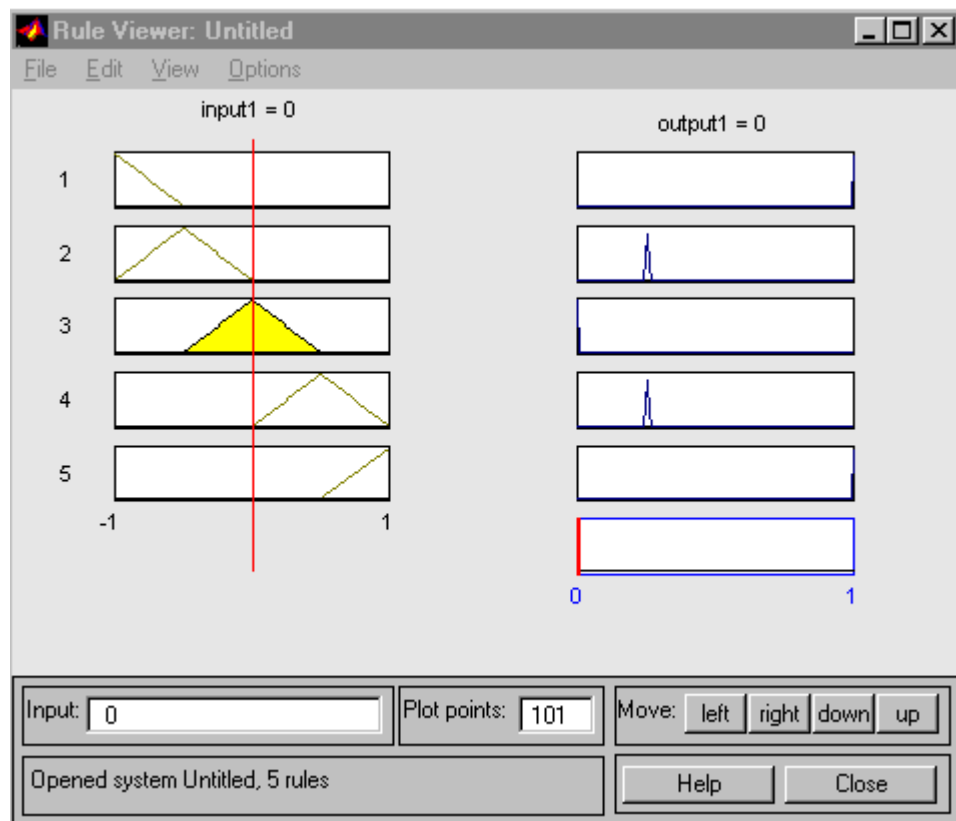 Rule Viewer: Untitled
File Edit View Options
input1 = 0
output1 = 0
1
2
3
4
5
-1 1
0 1
Input: 0
Plot points: 101
Move: left right down up
Opened system Untitled, 5 rules
Help Close